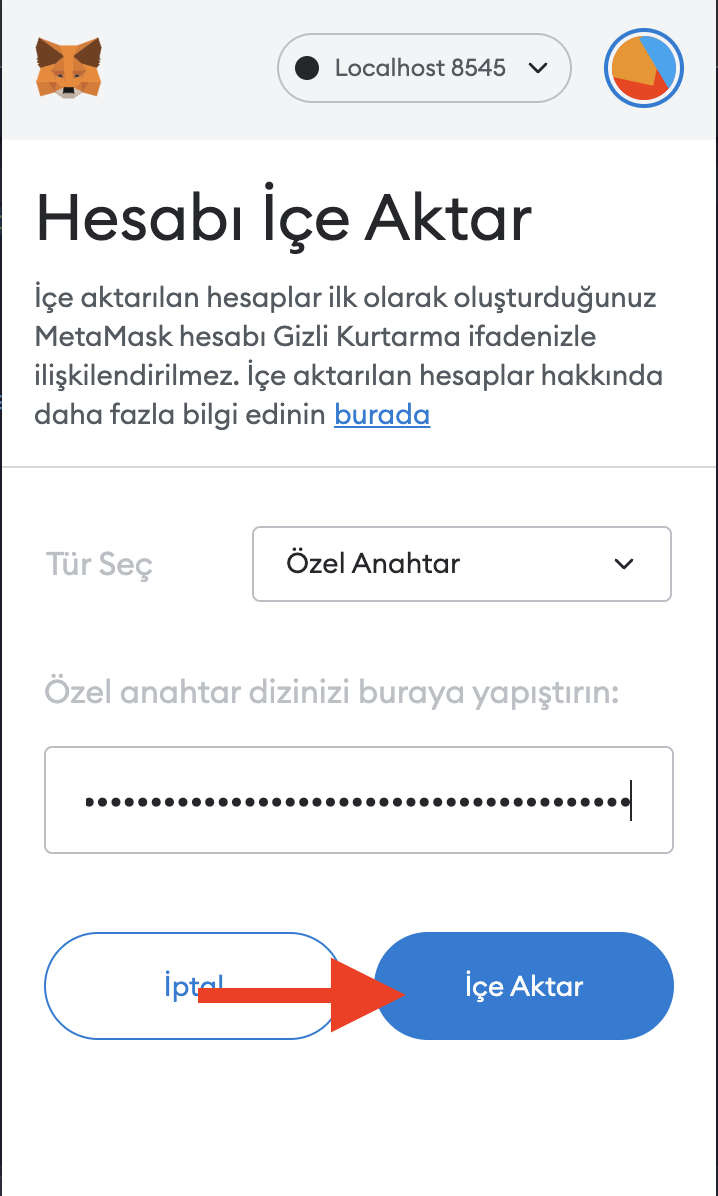 Localhost 8545
Hesabı İçe Aktar
İçe aktarılan hesaplar ilk olarak oluşturduğunuz
MetaMask hesabı Gizli Kurtarma ifadenizle
ilişkilendirilmez. İçe aktarılan hesaplar hakkında
daha fazla bilgi edinin burada
Tür Seç
Özel Anahtar
Özel anahtar dizinizi buraya yapıştırın:
İptal
İçe Aktar